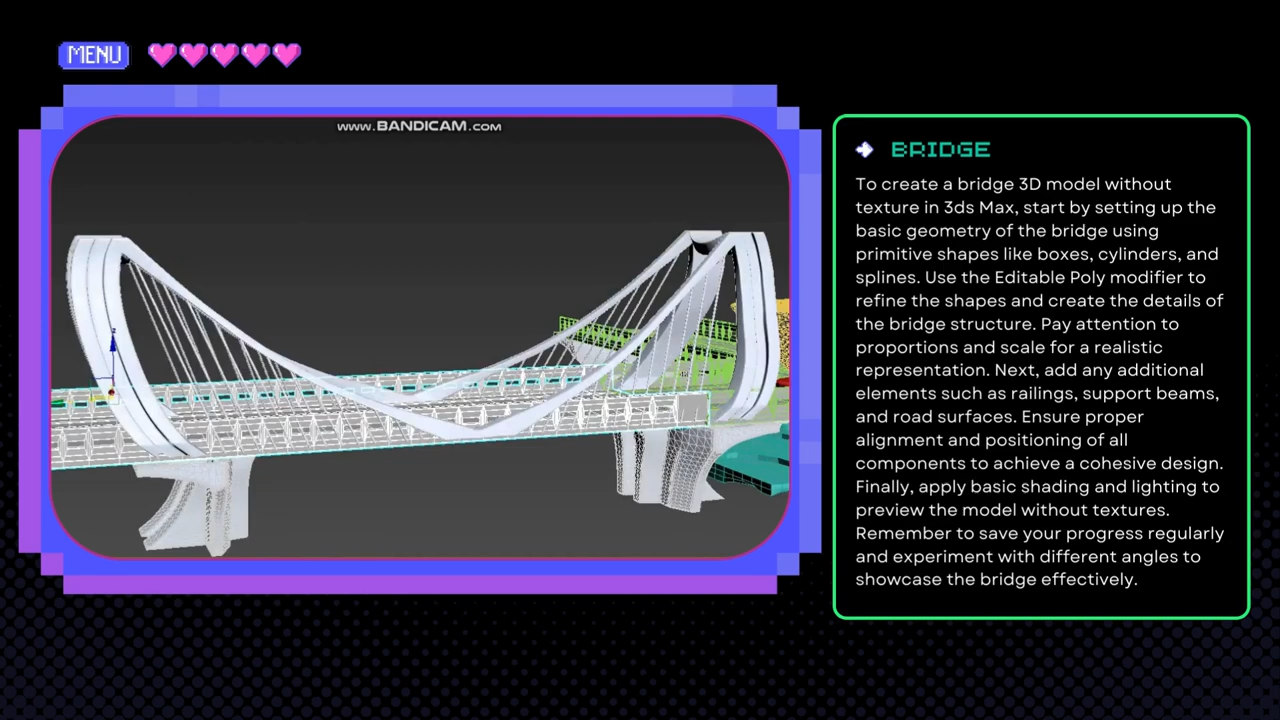 MENU
WWW.BANDICAM.COM
BRIDGE
To create a bridge 3D model without
texture in 3ds Max, start by setting up the
basic geometry of the bridge using
primitive shapes like boxes, cylinders, and
splines. Use the Editable Poly modifier to
refine the shapes and create the details of
the bridge structure. Pay attention to
proportions and scale for a realistic
representation. Next, add any additional
elements such as railings, support beams,
and road surfaces. Ensure proper
alignment and positioning of all
components to achieve a cohesive design.
Finally, apply basic shading and lighting to
preview the model without textures.
Remember to save your progress regularly
and experiment with different angles to
showcase the bridge effectively.